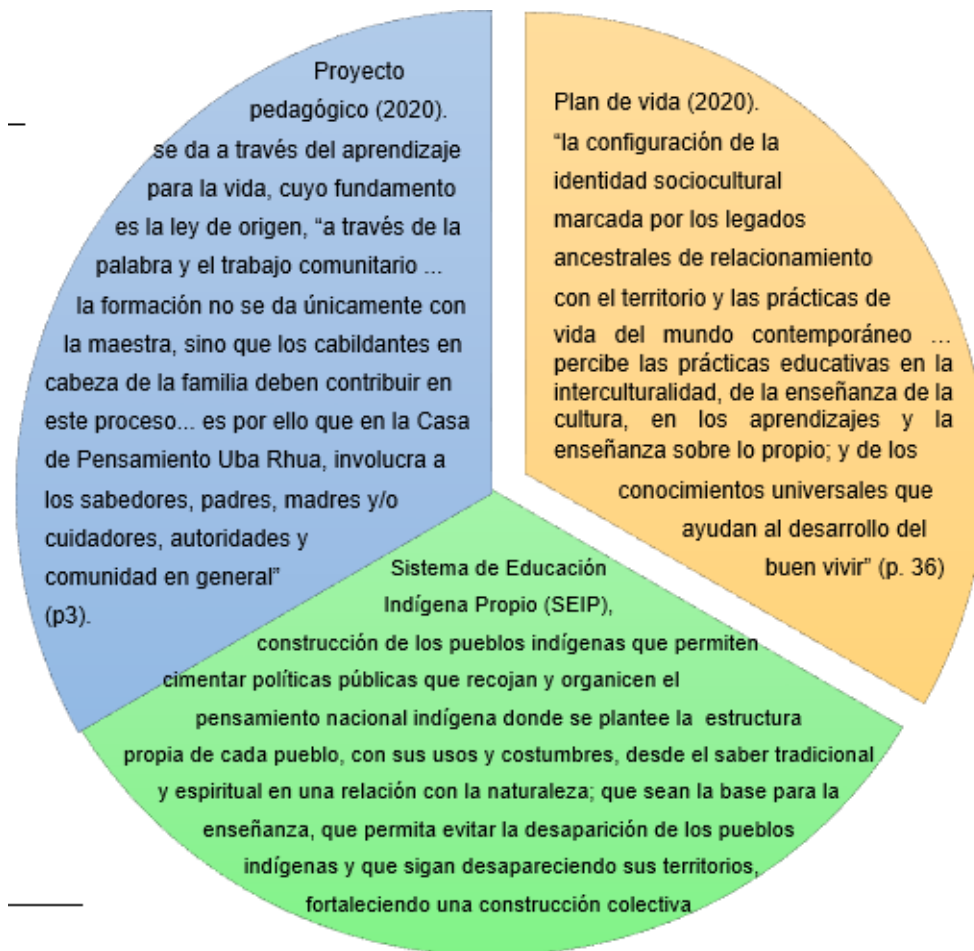 Proyecto
pedagógico (2020).
se da a través del aprendizaje
para la vida, cuyo fundamento
es la ley de origen, “a través de la
palabra y el trabajo comunitario ...
la formación no se da únicamente con
la maestra, sino que los cabildantes en
cabeza de la familia deben contribuir en
este proceso... es por ello que en la Casa
de Pensamiento Uba Rhua, involucra a
los sabedores, padres, madres y/o
cuidadores, autoridades y
comunidad en general”
(p3).
Plan de vida (2020).
“la configuración de la
identidad sociocultural
marcada por los legados
ancestrales de relacionamiento
con el territorio y las prácticas de
vida del mundo contemporáneo ...
percibe las prácticas educativas en la
interculturalidad, de la enseñanza de la
cultura, en los aprendizajes y la
enseñanza sobre lo propio; y de los
conocimientos universales que
ayudan al desarrollo del
buen vivir” (p. 36)
Sistema de Educación
Indígena Propio (SEIP),
construcción de los pueblos indígenas que permiten
cimentar políticas públicas que recojan y organicen el
pensamiento nacional indígena donde se plantee la estructura
propia de cada pueblo, con sus usos y costumbres, desde el saber tradicional
y espiritual en una relación con la naturaleza; que sean la base para la
enseñanza, que permita evitar la desaparición de los pueblos
indígenas y que sigan desapareciendo sus territorios,
fortaleciendo una construcción colectiva